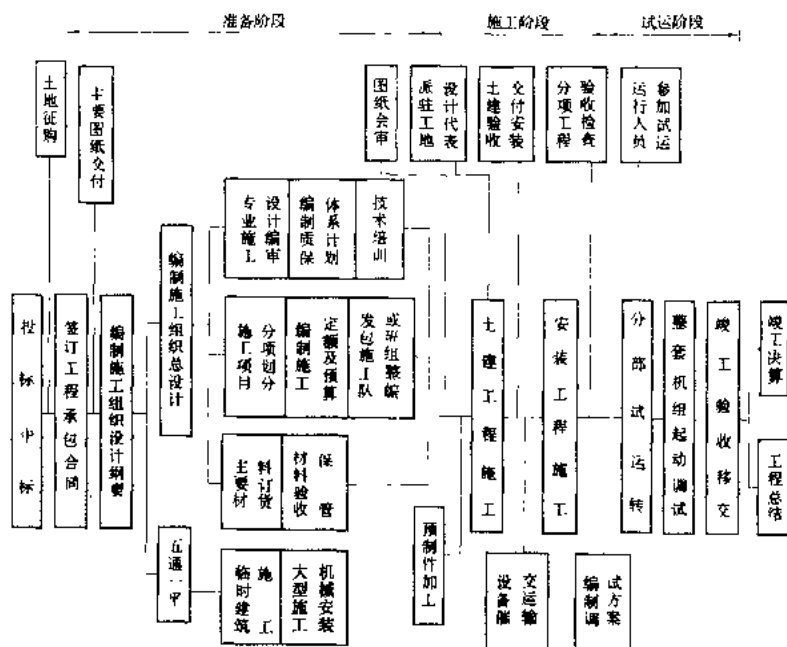 准备阶段
施工阶段
试运阶段
土地征购
主要图纸交付
图纸会审
派驻工地
设计代表
土建验收
交付安装
分项工程
验收检查
运行人员
参加试运
专业施工
设计编审
编制质保
体系计划
技术培训
投标中标
签订工程承包合同
编制施工组织设计纲要
编制施工组织总设计
施工项目
分项划分
编制施工
定额及预算
发包施工队
或班组整编
土建工程施工
安装工程施工
分部试运转
整套机组起动调试
竣工验收移交
竣工决算
工程总结
主要材
料订货
材料验收
保管
五通一平
临时建筑
施工
大型施工
机械安装
预制件加工
设备催
交运输
编制调
试方案